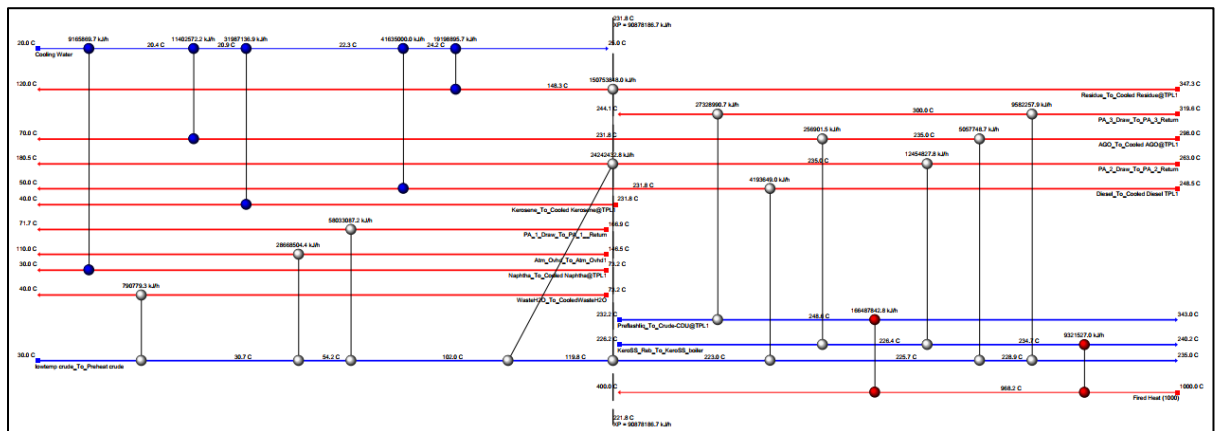 231.8 C
XP = 90878186.7 kJ/h
9165869.7 kJ/h 11402572.2 kJ/h 31987136.9 kJ/h 41635000.0 kJ/h 19198895.7 kJ/h
20.0 C 20.4 C 20.9 C 22.3 C 24.2 C 25.0 C
Cooling Water
150753848.0 kJ/h
120.0 C 148.3 C 347.3 C
Residue_To_Cooled Residue@TPL1
27328990.7 kJ/h 9582257.9 kJ/h
244.1 C 300.0 C 319.6 C
PA_3_Draw_To_PA_3_Return
256901.5 kJ/h 5057746.7 kJ/h
70.0 C 231.8 C 235.0 C 298.0 C
AGO_To_Cooled AGO@TPL1
24242432.8 kJ/h 12454827.8 kJ/h
180.5 C 235.0 C 263.0 C
PA_2_Draw_To_PA_2_Return
4193649.0 kJ/h
50.0 C 231.8 C 248.5 C
Diesel_To_Cooled Diesel TPL1
40.0 C 231.8 C
Kerosene_To_Cooled Kerosene@TPL1
58033087.2 kJ/h
71.7 C 166.9 C
PA_1_Draw_To_PA_1__Return
28668504.4 kJ/h
110.0 C 146.5 C
Atm_Ovhd_To_Atm_Ovhd1
30.0 C 73.2 C
Naphtha_To_Cooled Naphtha@TPL1
790779.3 kJ/h
40.0 C 73.2 C
WasteH2O_To_CooledWasteH2O
166487842.8 kJ/h
232.2 C 248.6 C 343.0 C
Preflashliq_To_Crude-CDU@TPL1
9321527.0 kJ/h
226.2 C 226.4 C 234.7 C 240.2 C
KeroSS_Reb_To_KeroSS_boiler
30.0 C 30.7 C 54.2 C 102.0 C 119.8 C 223.0 C 225.7 C 228.9 C 235.0 C
lowtemp crude_To_Preheat crude
400.0 C 968.2 C 1000.0 C
Fired Heat (1000)
221.8 C
XP = 90878186.7 kJ/h